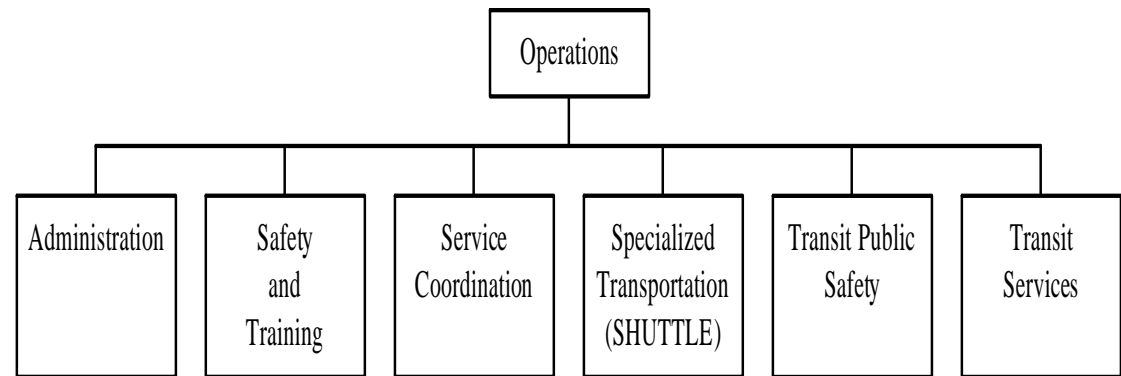 Operations
Administration
Safety
and
Training
Service
Coordination
Specialized
Transportation
(SHUTTLE)
Transit Public
Safety
Transit
Services